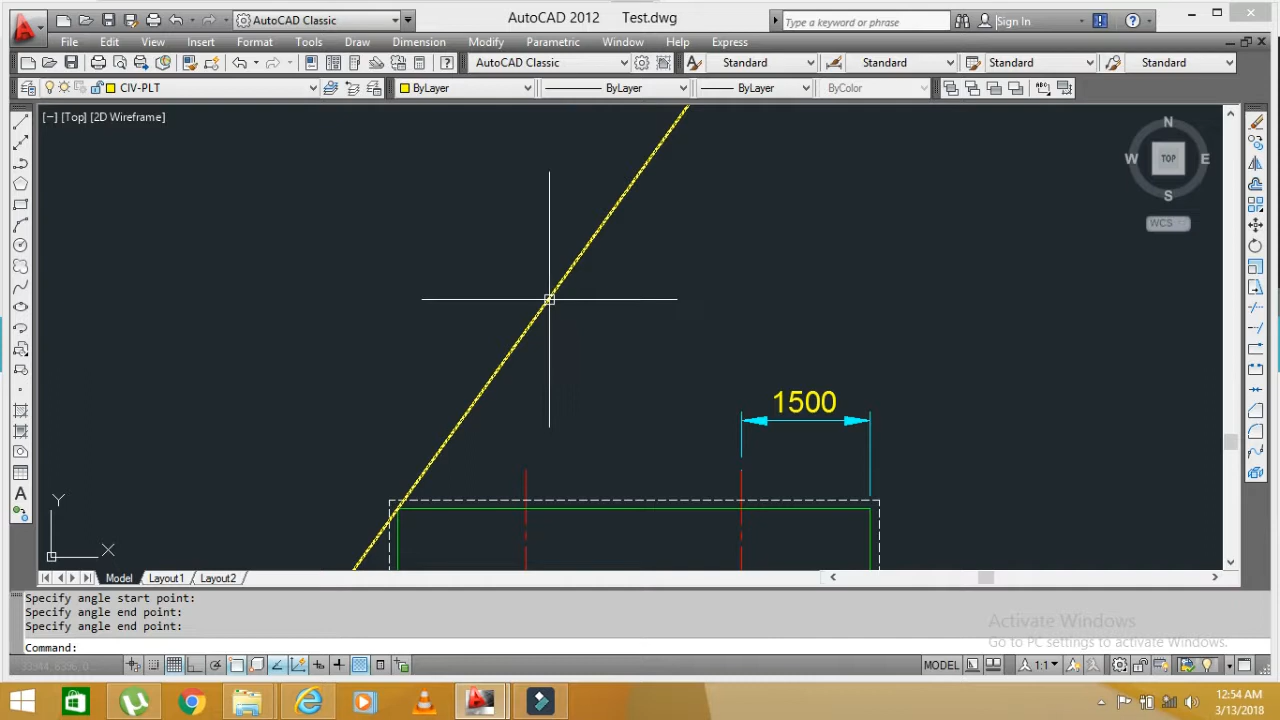 AutoCAD Classic
AutoCAD 2012 Test.dwg
Type a keyword or phrase
Sign In
File Edit View Insert Format Tools Draw Dimension Modify Parametric Window Help Express
AutoCAD Classic
Standard
Standard
Standard
Standard
CIV-PLT
ByLayer
ByLayer
ByLayer
ByColor
[−] [Top] [2D Wireframe]
N
W
TOP
E
S
WCS
1500
Y
X
Model Layout1 Layout2
Specify angle start point:
Specify angle end point:
Specify angle end point:
Command:
Activate Windows
Go to PC settings to activate Windows.
MODEL
1:1
12:54 AM
3/13/2018